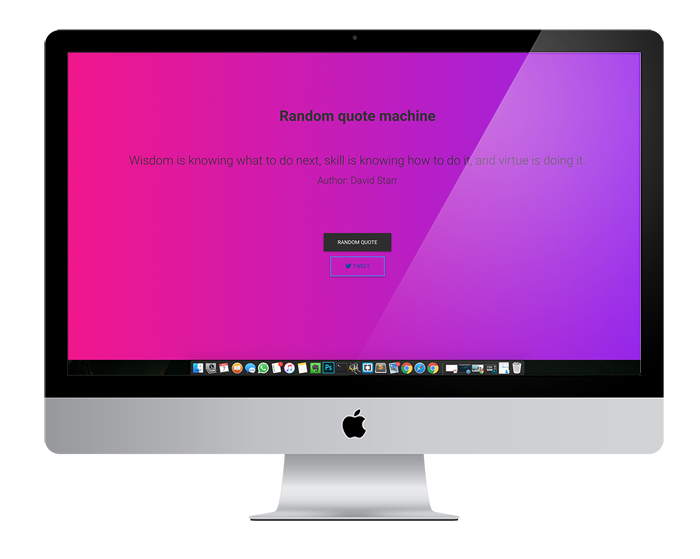 Random quote machine
Wisdom is knowing what to do next, skill is knowing how to do it, and virtue is doing it.
Author: David Starr
RANDOM QUOTE
TWEET
Ps